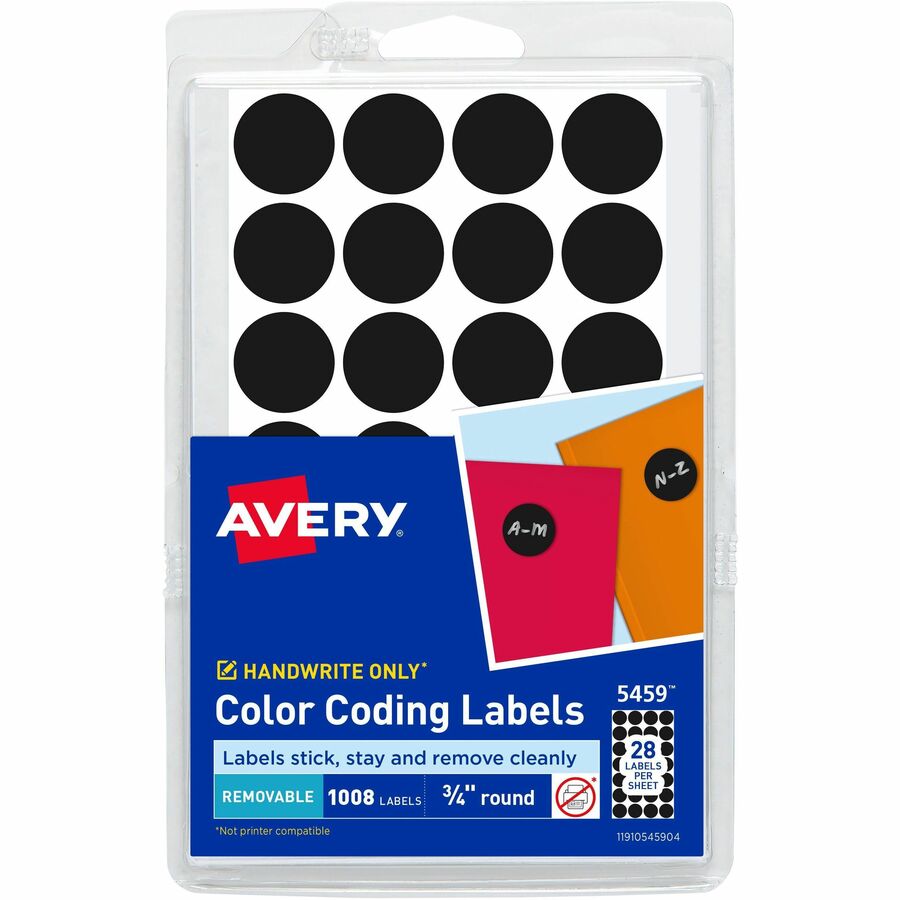 A-M
N-Z
AVERY®
HANDWRITE ONLY*
Color Coding Labels
5459™
Labels stick, stay and remove cleanly
28
LABELS
PER
SHEET
REMOVABLE
1008 LABELS
3/4" round
*
*Not printer compatible
11910545904